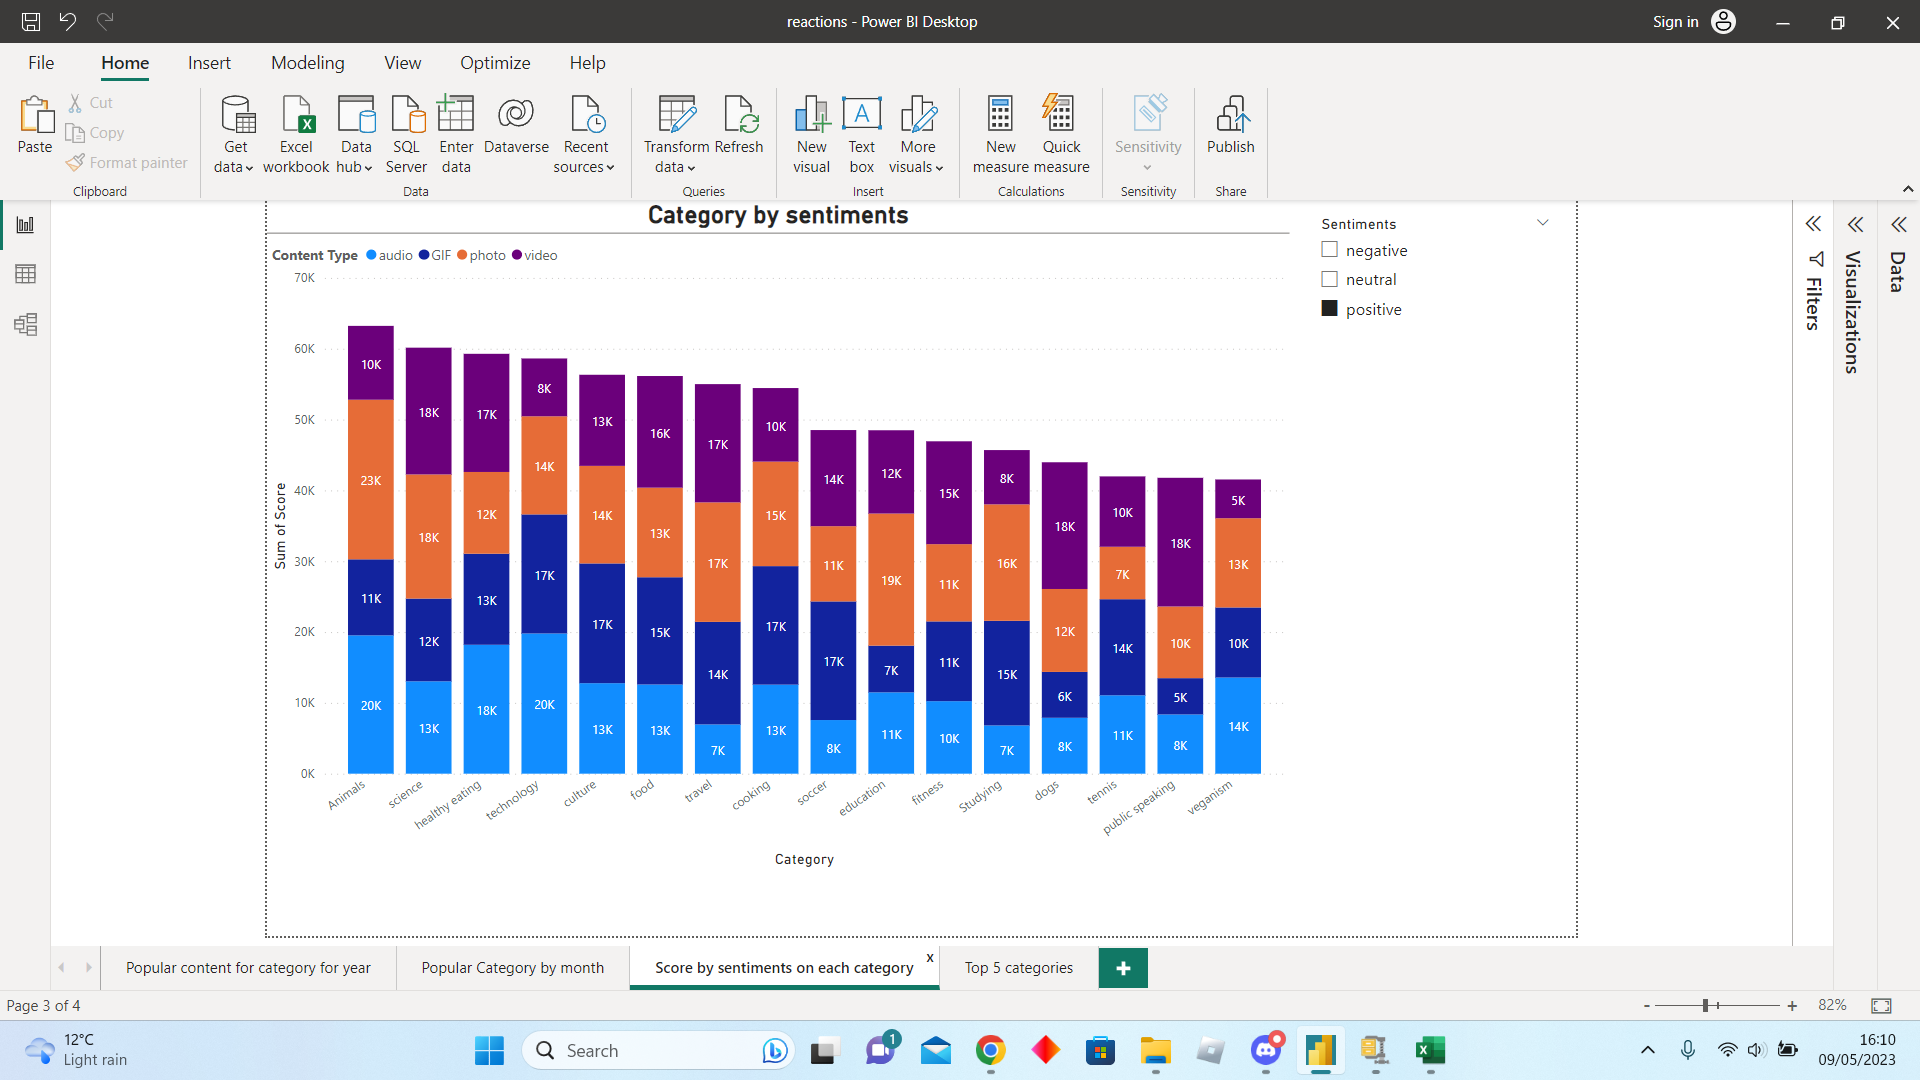 reactions - Power BI Desktop
Sign in
File Home Insert Modeling View Optimize Help
Paste
Cut
Copy
Format painter
Clipboard
Get data
Excel workbook
Data hub
SQL Server
Enter data
Dataverse
Recent sources
Data
Transform data
Refresh
Queries
New visual
Text box
A
More visuals
Insert
New measure
Quick measure
Calculations
Sensitivity
Sensitivity
Publish
Share
Category by sentiments
Content Type audio GIF photo video
Sentiments
negative
neutral
positive
Filters
Visualizations
Data
Sum of Score
70K
60K
50K
40K
30K
20K
10K
0K
10K 23K 11K 20K
18K 18K 12K 13K
17K 12K 13K 18K
8K 14K 17K 20K
13K 14K 17K 13K
16K 13K 15K 13K
17K 17K 14K 7K
10K 15K 17K 13K
14K 11K 17K 8K
12K 19K 7K 11K
15K 11K 11K 10K
8K 16K 15K 7K
18K 12K 6K 8K
10K 7K 14K 11K
18K 10K 5K 8K
5K 13K 10K 14K
Animals science healthy eating technology culture food travel cooking soccer education fitness Studying dogs tennis public speaking veganism
Category
Popular content for category for year
Popular Category by month
Score by sentiments on each category
x
Top 5 categories
+
Page 3 of 4
- + 82%
12°C
Light rain
Search
1
16:10
09/05/2023